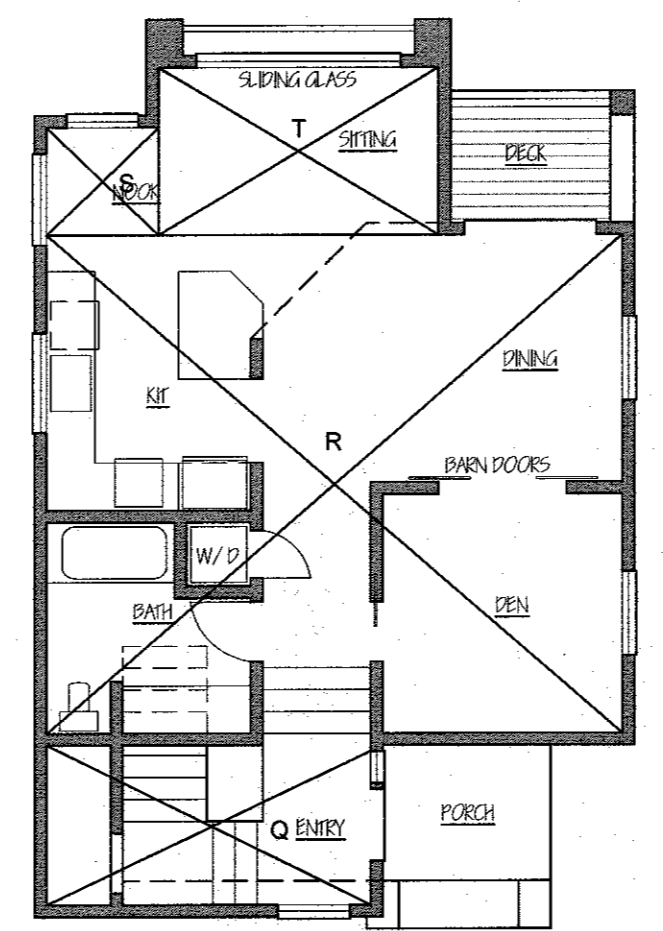 SLIDING GLASS
T
SITTING
DECK
S
NOOK
DINING
KIT
R
BARN DOORS
W/D
DEN
BATH
PORCH
Q ENTRY